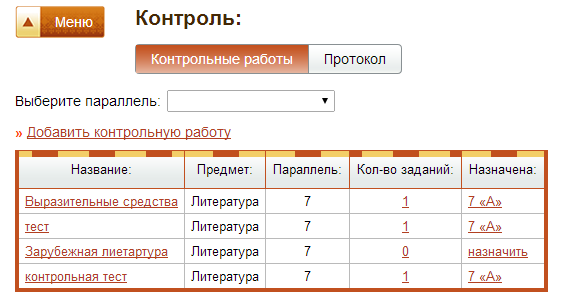 Меню
Контроль:
Контрольные работы Протокол
Выберите параллель:
» Добавить контрольную работу
Название: Предмет: Параллель: Кол-во заданий: Назначена:
Выразительные средства Литература 7 1 7 «А»
тест Литература 7 1 7 «А»
Зарубежная лиетартура Литература 7 0 назначить
контрольная тест Литература 7 1 7 «А»